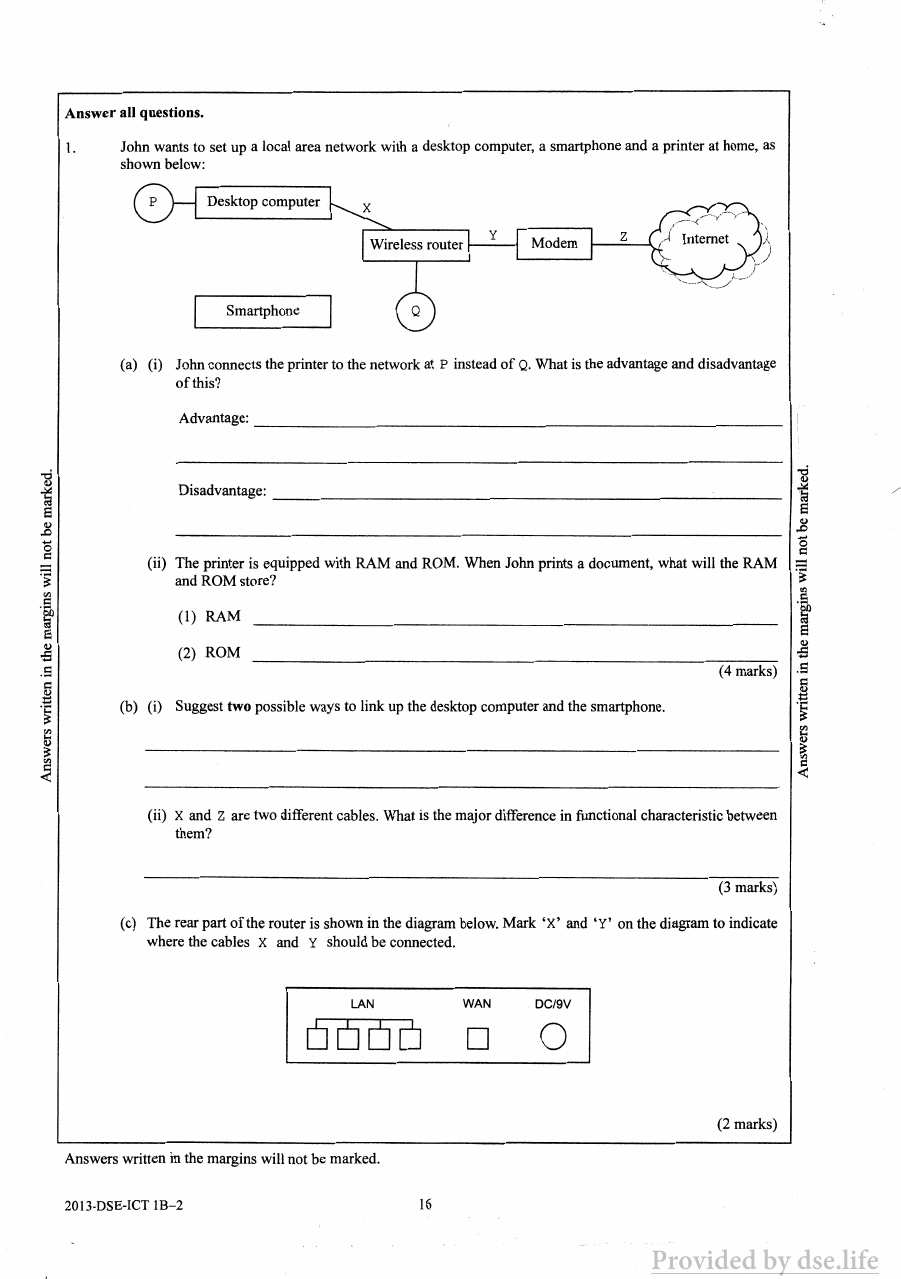 Answer all questions.
1. John wants to set up a local area network with a desktop computer, a smartphone and a printer at home, as
shown below:
P Desktop computer X
Wireless router Y Modem Z Internet
Smartphone Q
(a) (i) John connects the printer to the network at P instead of Q. What is the advantage and disadvantage
of this?
Advantage:
Disadvantage:
(ii) The printer is equipped with RAM and ROM. When John prints a document, what will the RAM
and ROM store?
(1) RAM
(2) ROM
(4 marks)
(b) (i) Suggest two possible ways to link up the desktop computer and the smartphone.
(ii) X and Z are two different cables. What is the major difference in functional characteristic between
them?
(3 marks)
(c) The rear part of the router is shown in the diagram below. Mark 'X' and 'Y' on the diagram to indicate
where the cables X and Y should be connected.
LAN WAN DC/9V
(2 marks)
Answers written in the margins will not be marked.
Answers written in the margins will not be marked.
Answers written in the margins will not be marked.
2013-DSE-ICT 1B–2 16
Provided by dse.life